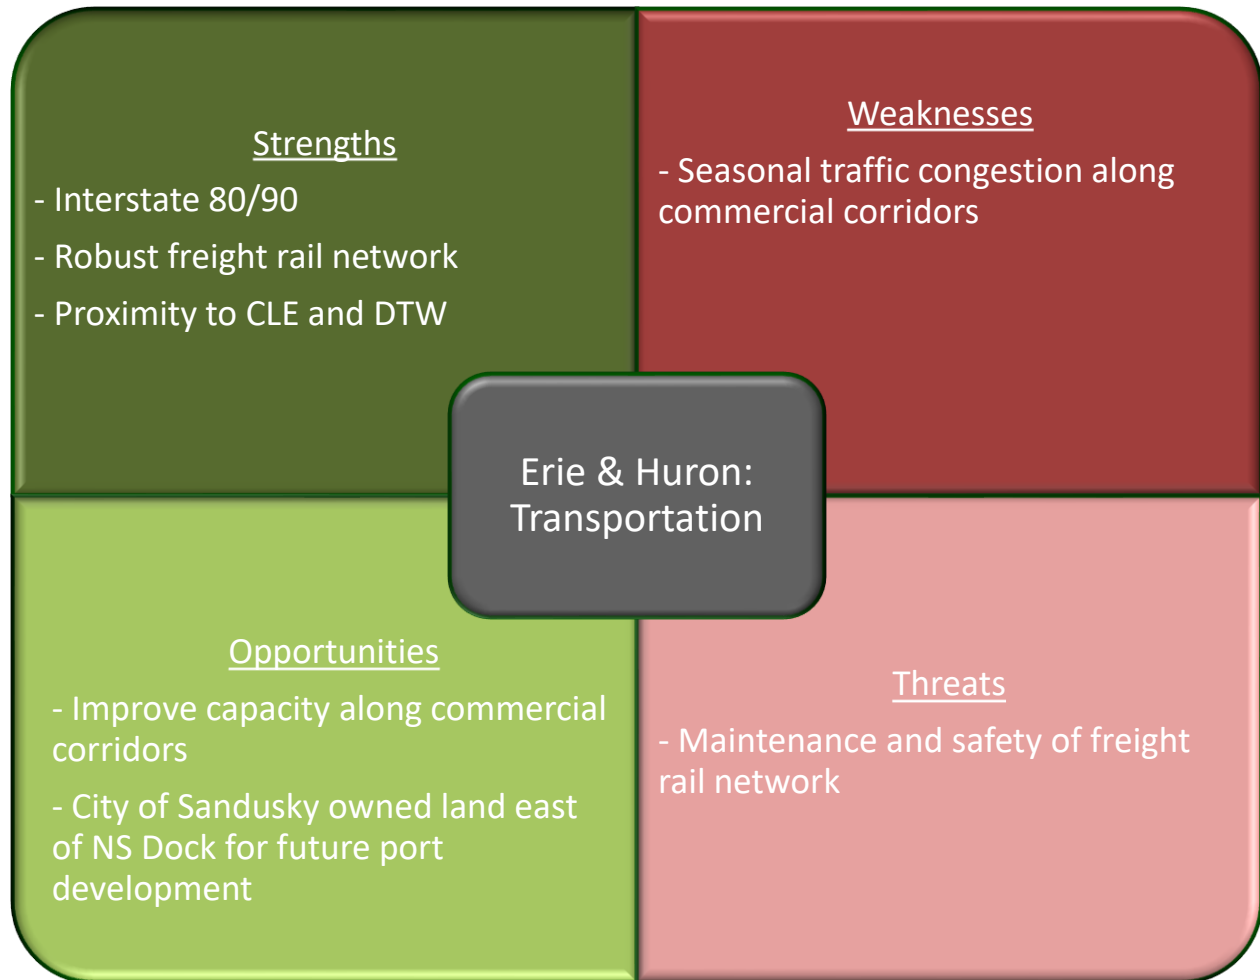 Strengths
- Interstate 80/90
- Robust freight rail network
- Proximity to CLE and DTW
Weaknesses
- Seasonal traffic congestion along
commercial corridors
Erie & Huron:
Transportation
Opportunities
- Improve capacity along commercial
corridors
- City of Sandusky owned land east
of NS Dock for future port
development
Threats
- Maintenance and safety of freight
rail network